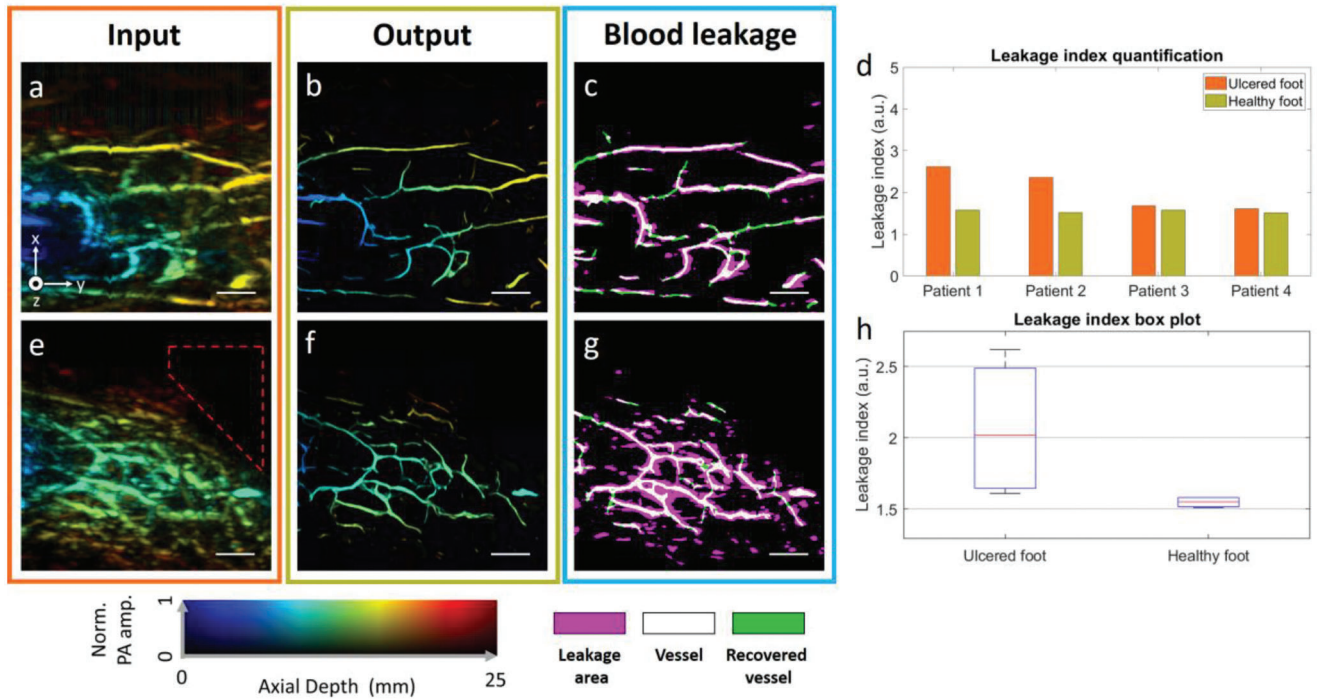 Input
Output
Blood leakage
a
x
z
y
b
c
d
Leakage index quantification
Leakage index (a.u.)
5
4
3
2
1
0
Ulcered foot
Healthy foot
Patient 1 Patient 2 Patient 3 Patient 4
e
f
g
h
Leakage index box plot
Leakage index (a.u.)
2.5
2
1.5
Ulcered foot Healthy foot
Norm.
PA amp.
1
0
0
25
Axial Depth (mm)
Leakage
area
Vessel
Recovered
vessel